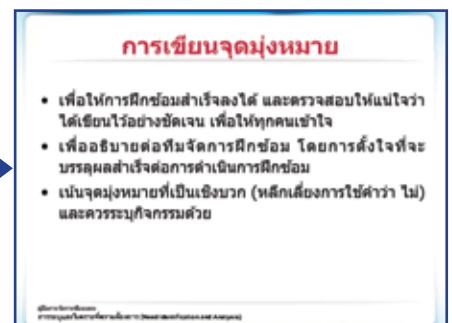 การเขียนจุดมุ่งหมาย
• เพื่อให้การฝึกซ้อมสำเร็จลงได้ และตรวจสอบให้แน่ใจว่า
ได้เขียนไว้อย่างชัดเจน เพื่อให้ทุกคนเข้าใจ
• เพื่ออธิบายต่อทีมจัดการฝึกซ้อม โดยการตั้งใจที่จะ
บรรลุผลสำเร็จต่อการดำเนินการฝึกซ้อม
• เน้นจุดมุ่งหมายที่เป็นเชิงบวก (หลีกเลี่ยงการใช้คำว่า ไม่)
และควรระบุกิจกรรมด้วย
(Need Identification and Analysis)